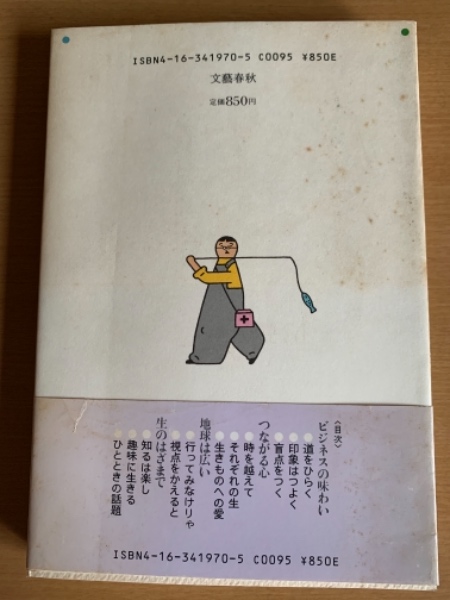 ISBN4-16-341970-5 C0095 ¥850E
文藝春秋
定価850円
〈目次〉
ビジネスの味わい
●道をひらく
●印象はつよく
●盲点をつく
つながる心
●時を越えて
●それぞれの生
●生きものへの愛
地球は広い
●行ってみなけりゃ
●視点をかえると
生のはざまで
●知るは楽し
●趣味に生きる
●ひとときの話題
ISBN4-16-341970-5 C0095 ¥850E